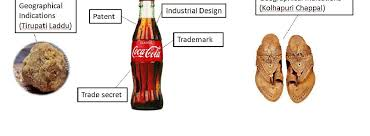 Geographical
Indications
(Tirupati Laddu)
Patent
Industrial Design
Trademark
Coca-Cola
Trade secret
(Kolhapuri Chappal)